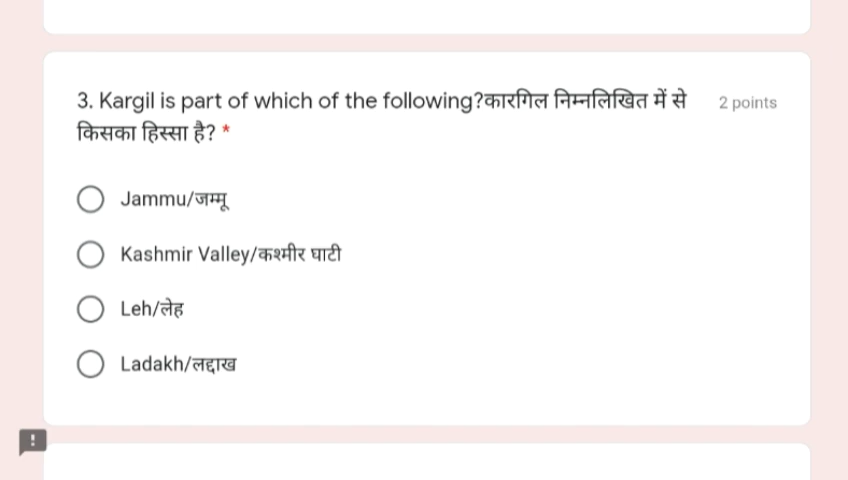 3. Kargil is part of which of the following?कारगिल निम्नलिखित में से 2 points
किसका हिस्सा है? *
Jammu/जम्मू
Kashmir Valley/कश्मीर घाटी
Leh/लेह
Ladakh/लद्दाख
!